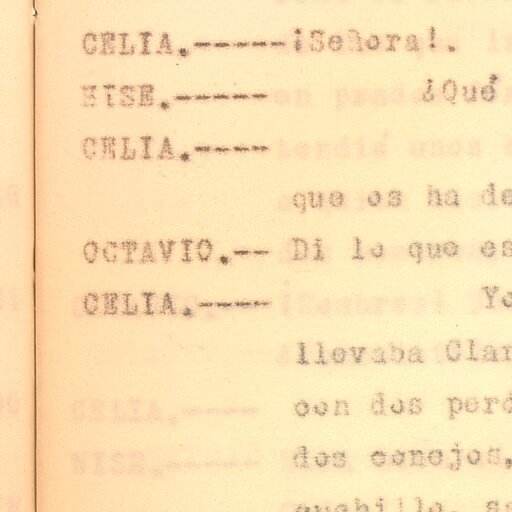 CELIA.-----¡Señora!.
NISE.----- ¿Qué
CELIA.----
que os ha de
OCTAVIO.-- Di lo que es
CELIA.---- Yo
llevaba Clar
con dos perd
dos conejos,